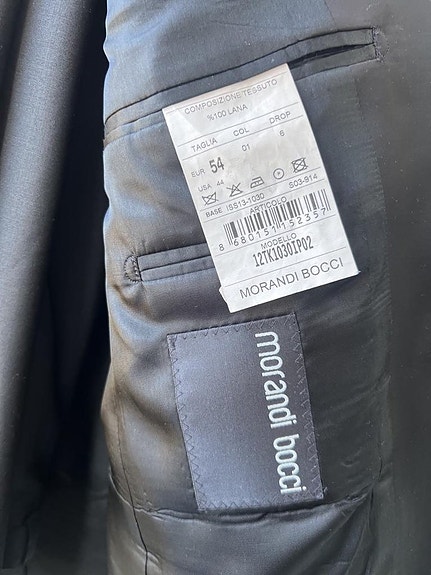 COMPOSIZIONE TESSUTO
%100 LANA
TAGLIA COL DROP
EUR 54 01 6
USA 44
BASE ISS13-1030 S03-914
ARTICOLO
8 680151 152357
MODELLO
12TK1030IP02
MORANDI BOCCI
morandi bocci